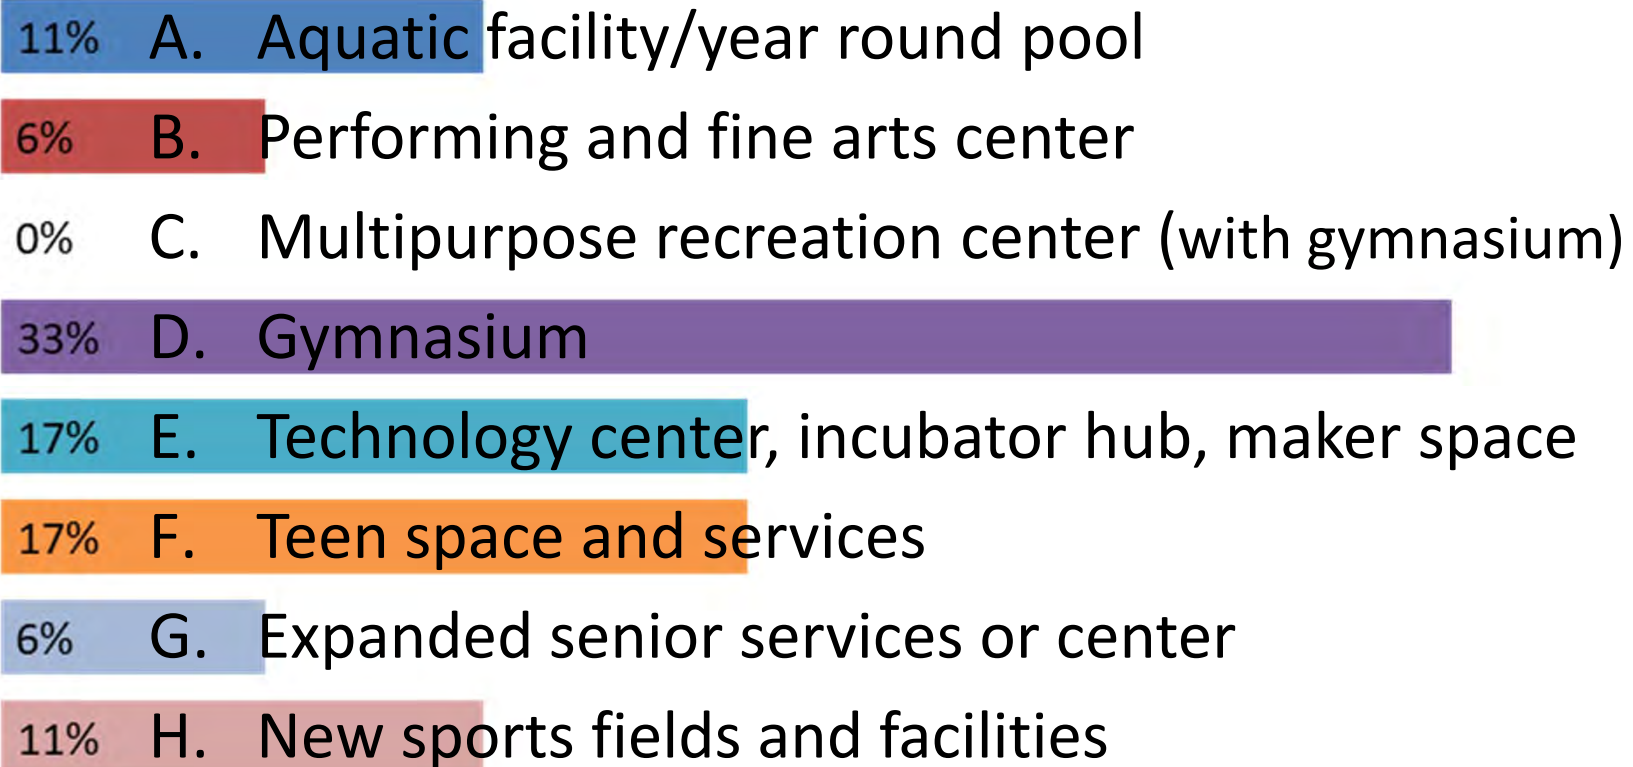 11% A. Aquatic facility/year round pool
6% B. Performing and fine arts center
0% C. Multipurpose recreation center (with gymnasium)
33% D. Gymnasium
17% E. Technology center, incubator hub, maker space
17% F. Teen space and services
6% G. Expanded senior services or center
11% H. New sports fields and facilities